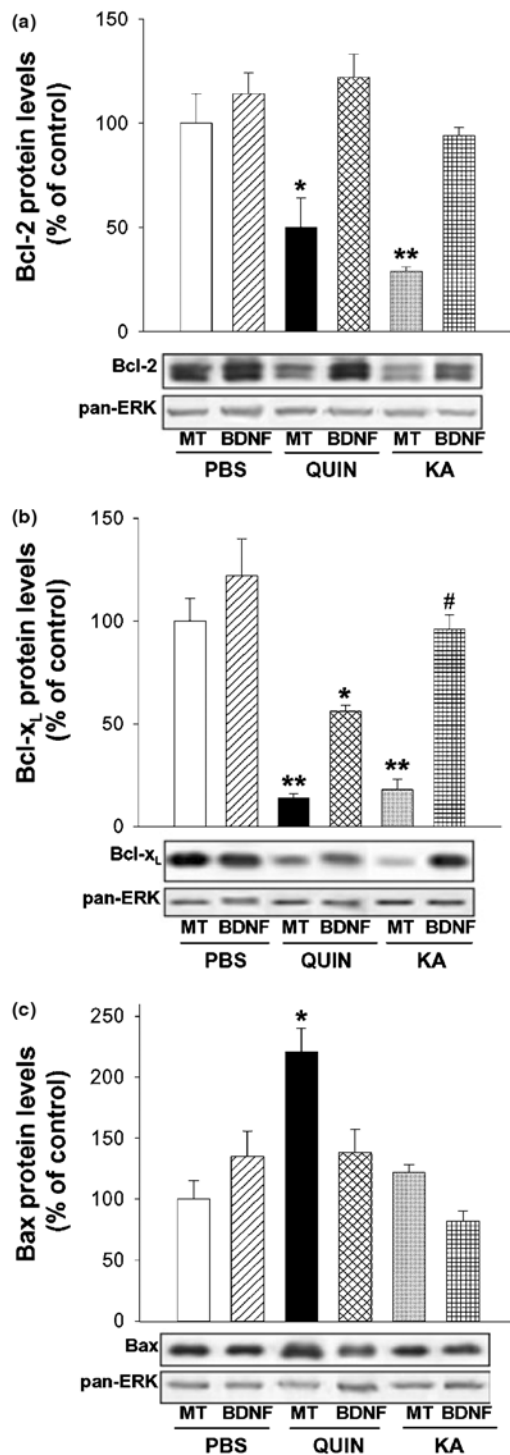 (a)
150
100
50
0
Bcl-2 protein levels
(% of control)
*
**
Bcl-2
pan-ERK
MT BDNF MT BDNF MT BDNF
PBS QUIN KA
(b)
150
100
50
0
Bcl-xL protein levels
(% of control)
**
*
**
#
Bcl-xL
pan-ERK
MT BDNF MT BDNF MT BDNF
PBS QUIN KA
(c)
250
200
150
100
50
0
Bax protein levels
(% of control)
*
Bax
pan-ERK
MT BDNF MT BDNF MT BDNF
PBS QUIN KA